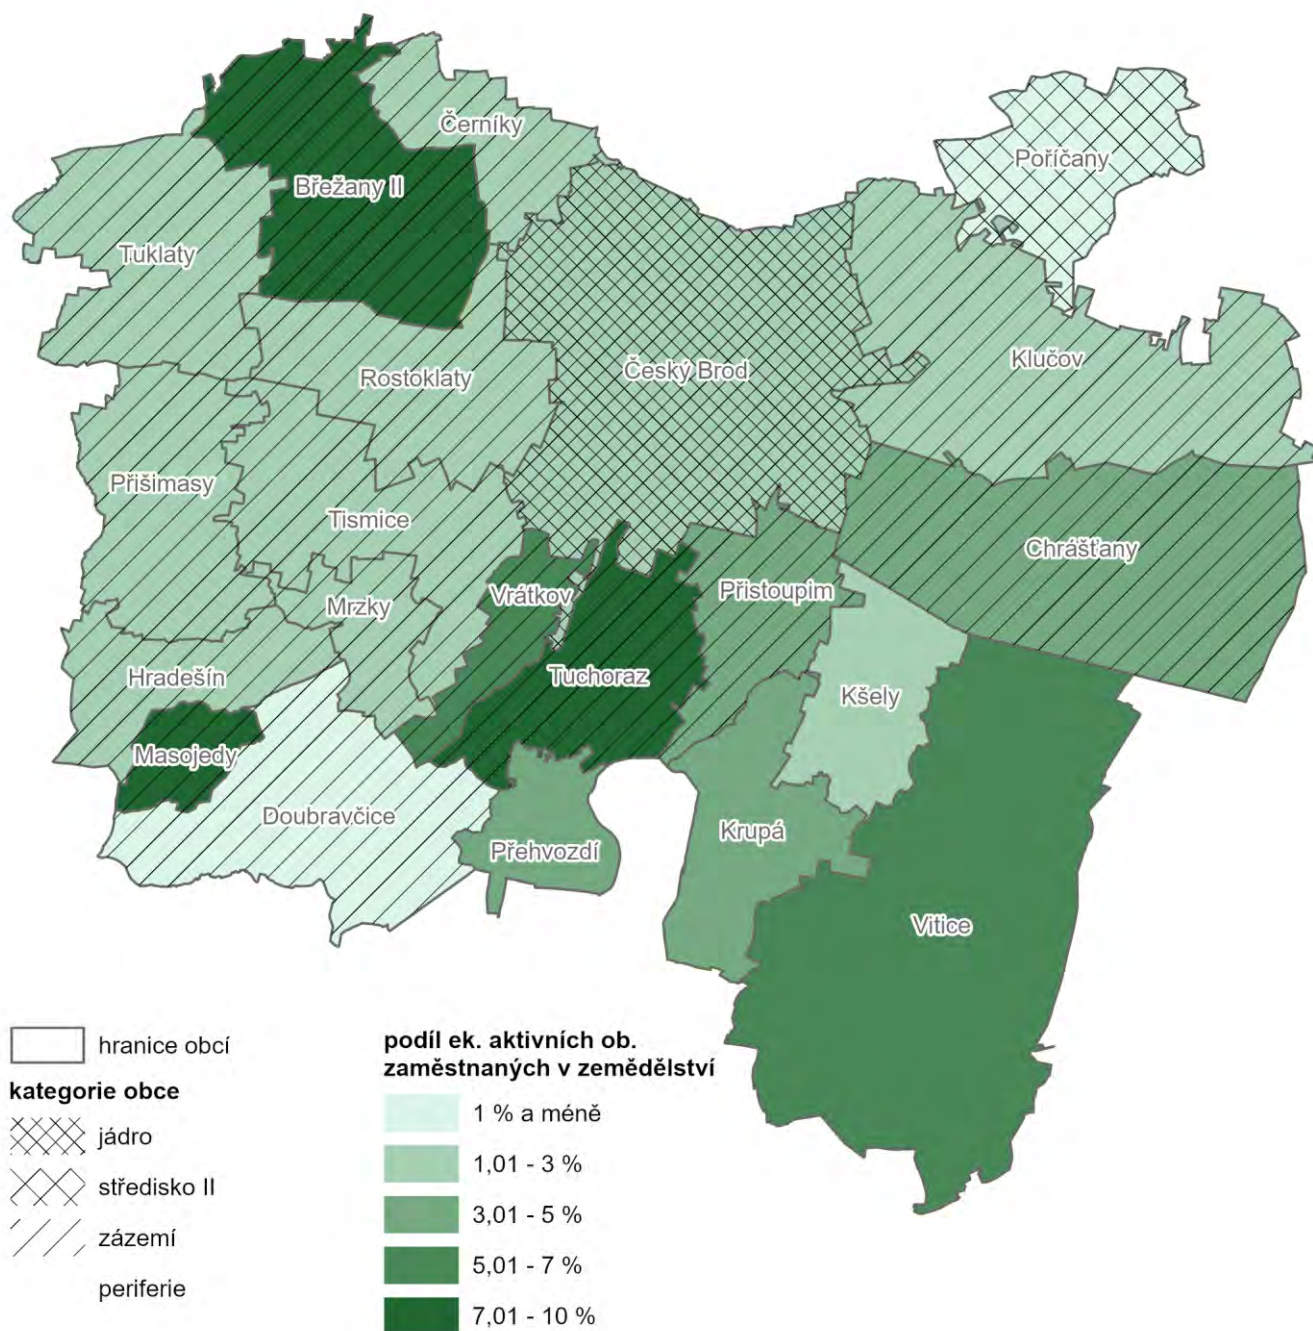 Černíky
Poříčany
Břežany II
Tuklaty
Klučov
Český Brod
Rostoklaty
Přišimasy
Tismice
Chrášťany
Přistoupim
Vrátkov
Mrzky
Hradešín
Tuchoraz
Kšely
Masojedy
Doubravčice
Krupá
Přehvozdí
Vitice
hranice obcí
kategorie obce
jádro
středisko II
zázemí
periferie
podíl ek. aktivních ob.
zaměstnaných v zemědělství
1 % a méně
1,01 - 3 %
3,01 - 5 %
5,01 - 7 %
7,01 - 10 %